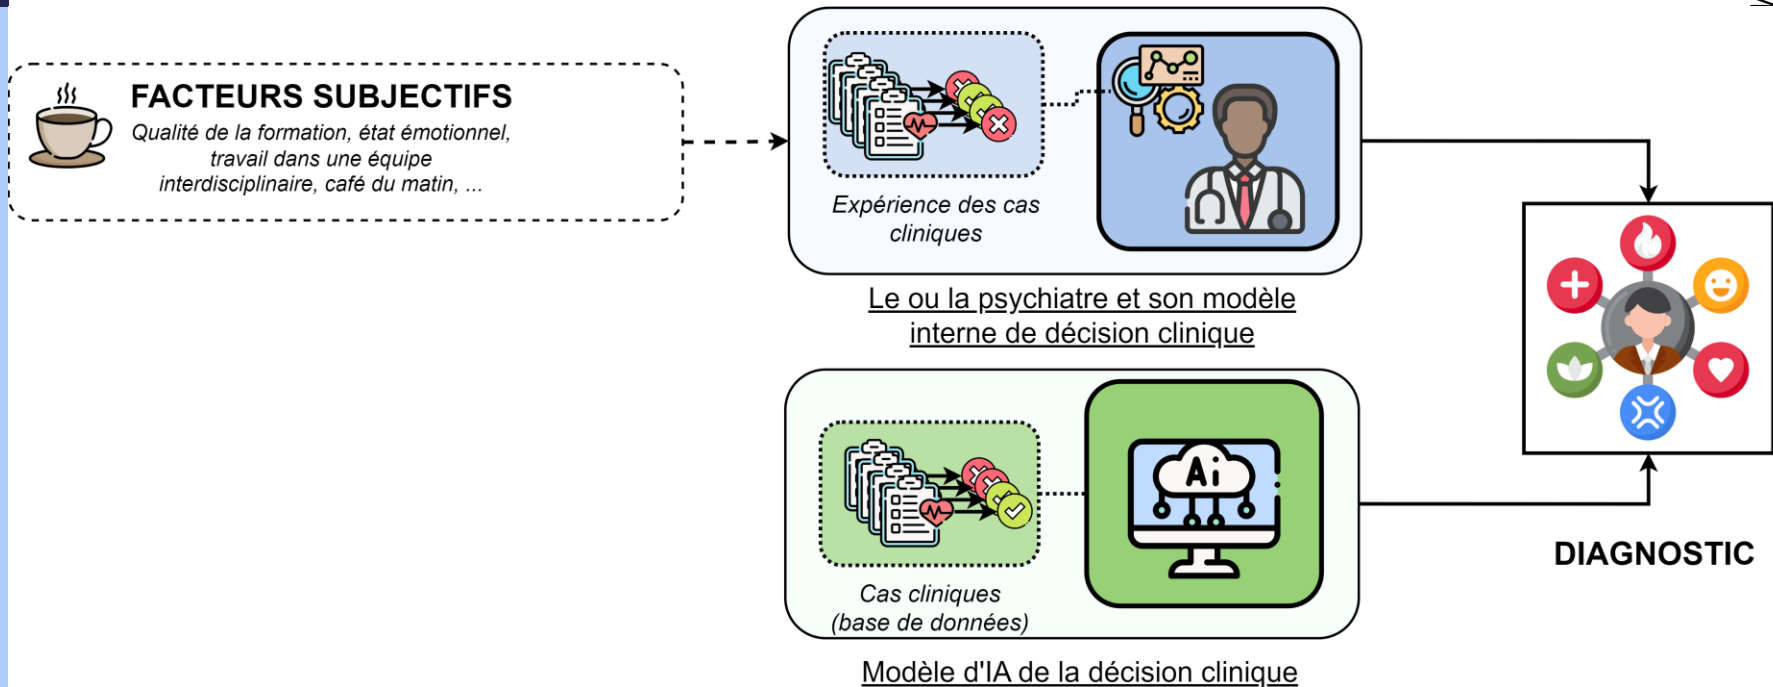 FACTEURS SUBJECTIFS
Qualité de la formation, état émotionnel,
travail dans une équipe
interdisciplinaire, café du matin, ...
Expérience des cas
cliniques
Le ou la psychiatre et son modèle
interne de décision clinique
Ai
Cas cliniques
(base de données)
Modèle d'IA de la décision clinique
DIAGNOSTIC